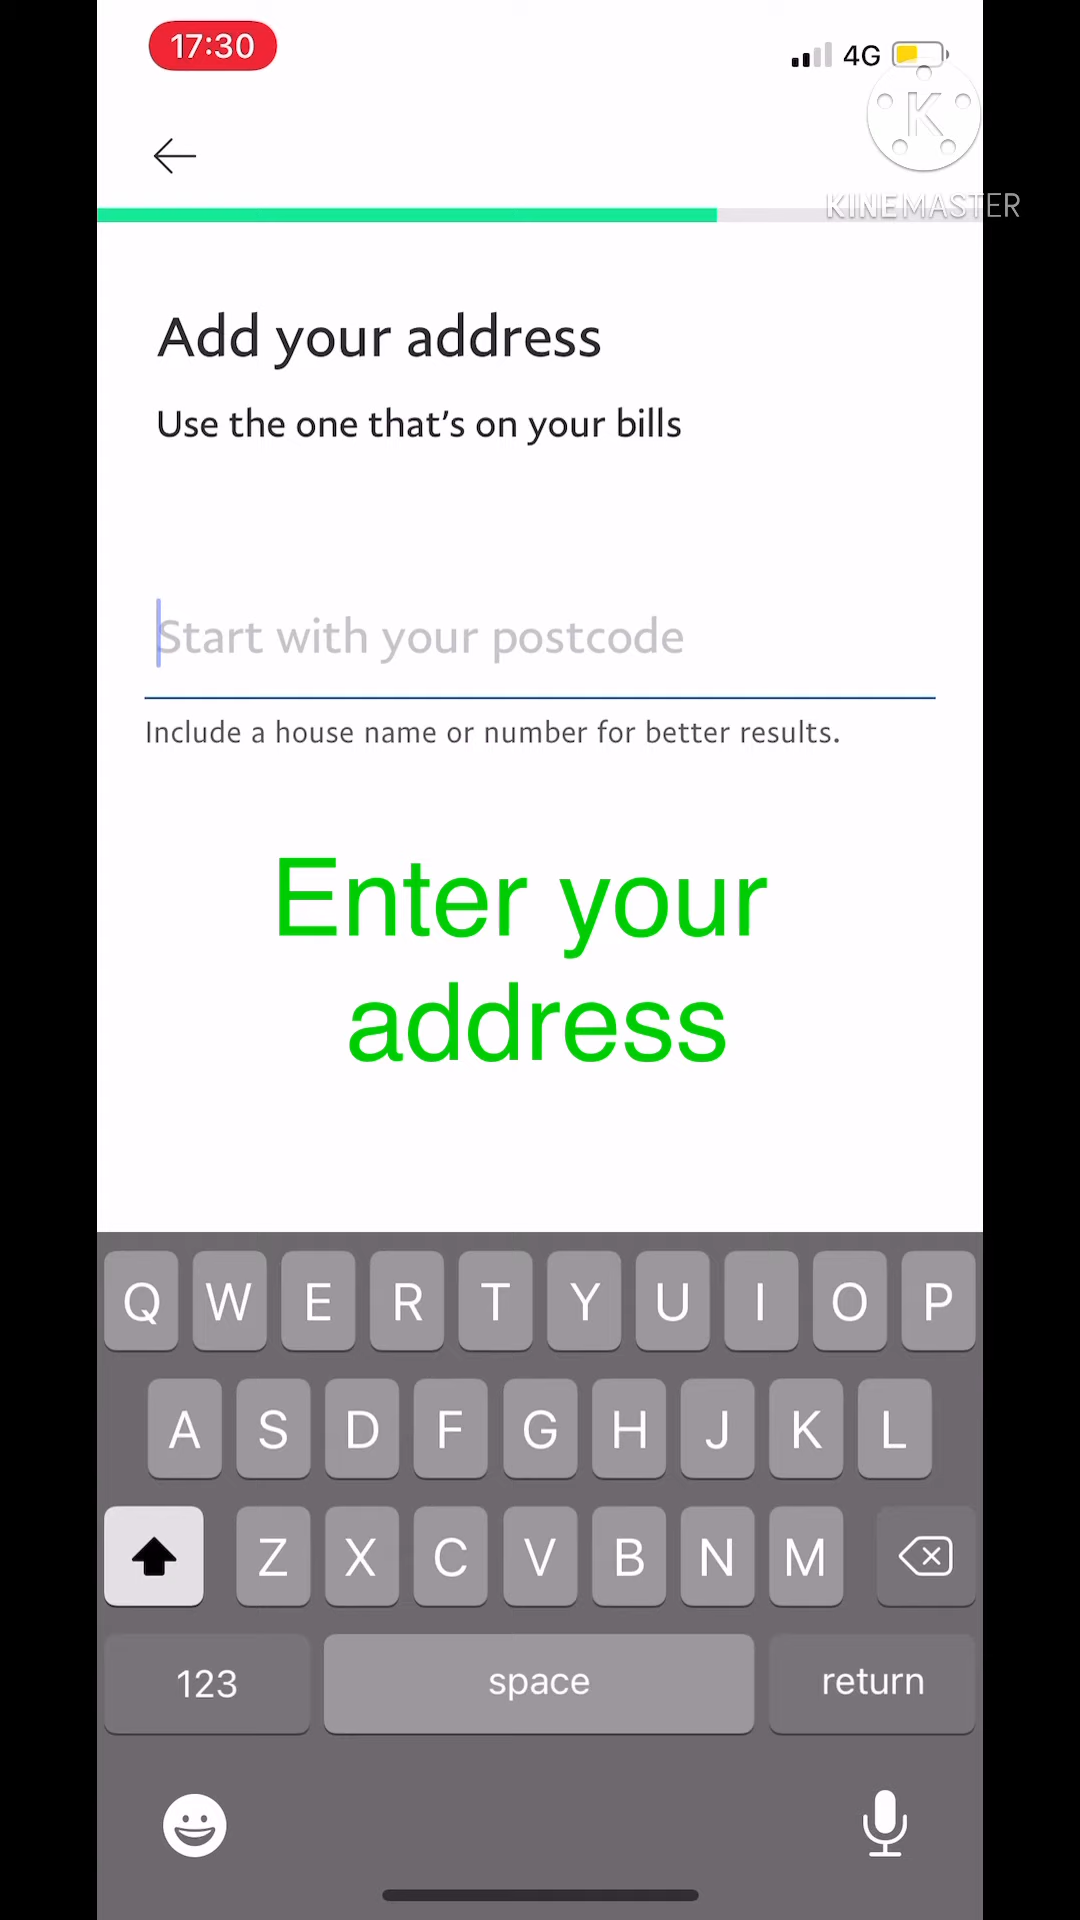 17:30
4G
K
KINEMASTER
Add your address
Use the one that's on your bills
Start with your postcode
Include a house name or number for better results.
Enter your
address
Q W E R T Y U I O P
A S D F G H J K L
Z X C V B N M
123 space return